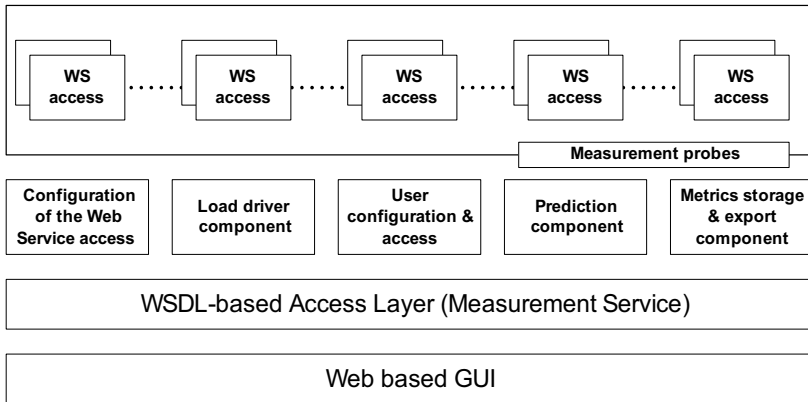 WS
access
WS
access
WS
access
WS
access
WS
access
Measurement probes
Configuration
of the Web
Service access
Load driver
component
User
configuration &
access
Prediction
component
Metrics storage
& export
component
WSDL-based Access Layer (Measurement Service)
Web based GUI